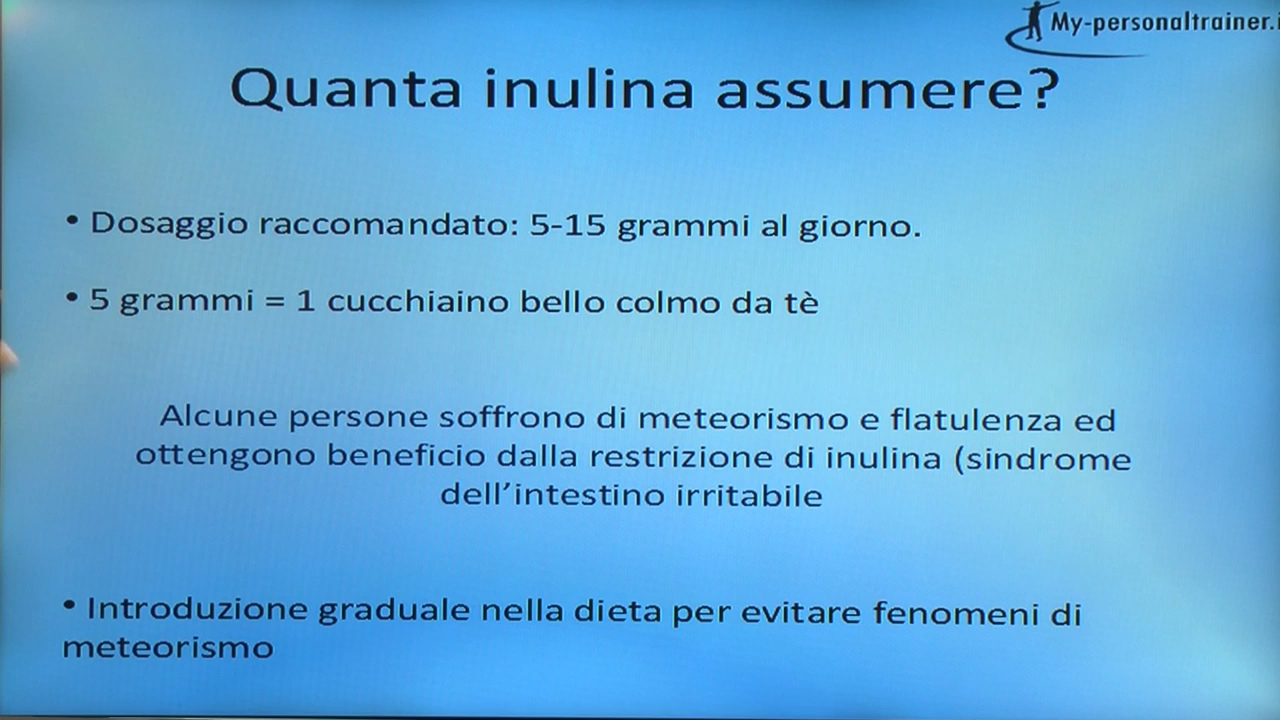 My-personaltrainer.i
Quanta inulina assumere?
• Dosaggio raccomandato: 5-15 grammi al giorno.
• 5 grammi = 1 cucchiaino bello colmo da tè
Alcune persone soffrono di meteorismo e flatulenza ed
ottengono beneficio dalla restrizione di inulina (sindrome
dell’intestino irritabile
• Introduzione graduale nella dieta per evitare fenomeni di
meteorismo